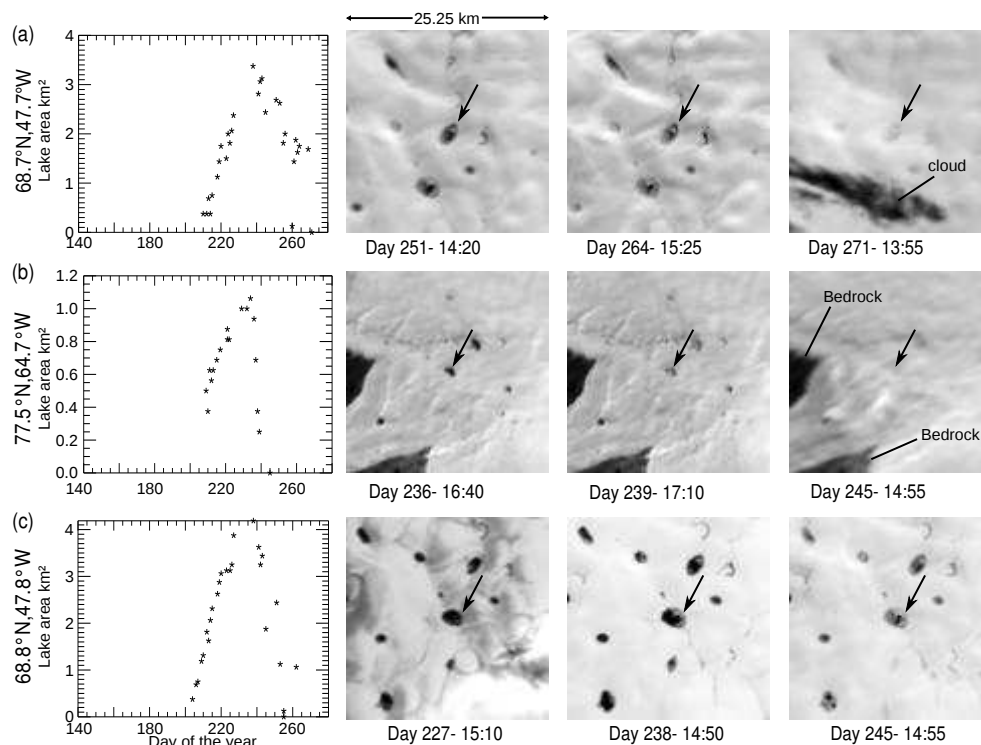 25.25 km
(a)
68.7°N,47.7°W
Lake area km²
4
3
2
1
0
140 180 220 260
cloud
Day 251- 14:20
Day 264- 15:25
Day 271- 13:55
(b)
77.5°N,64.7°W
Lake area km²
1.2
1.0
0.8
0.6
0.4
0.2
0.0
140 180 220 260
Bedrock
Bedrock
Day 236- 16:40
Day 239- 17:10
Day 245- 14:55
(c)
68.8°N,47.8°W
Lake area km²
4
3
2
1
0
140 180 220 260
Day of the year
Day 227- 15:10
Day 238- 14:50
Day 245- 14:55